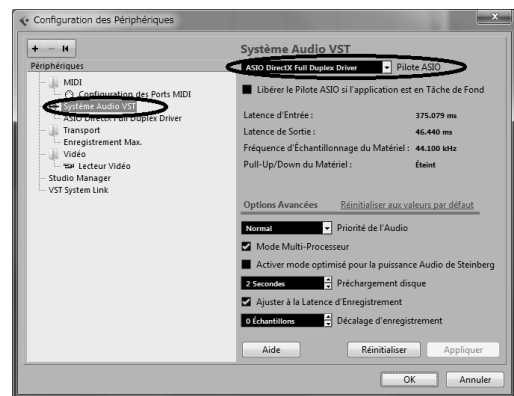 Configuration des Périphériques
Périphériques
MIDI
Configuration des Ports MIDI
Système Audio VST
ASIO DirectX Full Duplex Driver
Transport
Enregistrement Max.
Vidéo
Lecteur Vidéo
Studio Manager
VST System Link
Système Audio VST
ASIO DirectX Full Duplex Driver Pilote ASIO
Libérer le Pilote ASIO si l'application est en Tâche de Fond
Latence d'Entrée : 375.079 ms
Latence de Sortie : 46.440 ms
Fréquence d'Échantillonnage du Matériel : 44.100 kHz
Pull-Up/Down du Matériel : Éteint
Options Avancées Réinitialiser aux valeurs par défaut
Normal Priorité de l'Audio
Mode Multi-Processeur
Activer mode optimisé pour la puissance Audio de Steinberg
2 Secondes Préchargement disque
Ajuster à la Latence d'Enregistrement
0 Échantillons Décalage d'enregistrement
Aide Réinitialiser Appliquer
OK Annuler